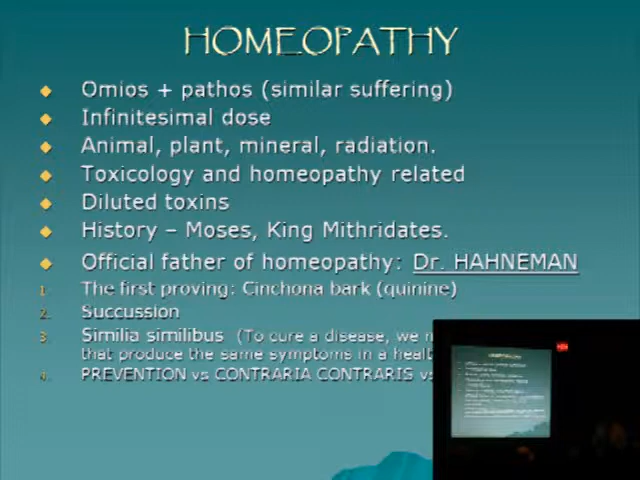 HOMEOPATHY
Omios + pathos (similar suffering)
Infinitesimal dose
Animal, plant, mineral, radiation.
Toxicology and homeopathy related
Diluted toxins
History – Moses, King Mithridates.
Official father of homeopathy: Dr. HAHNEMAN
1. The first proving: Cinchona bark (quinine)
2. Succussion
3. Similia similibus (To cure a disease, we
that produce the same symptoms in a
4. PREVENTION vs CONTRARIA CONTRARIS